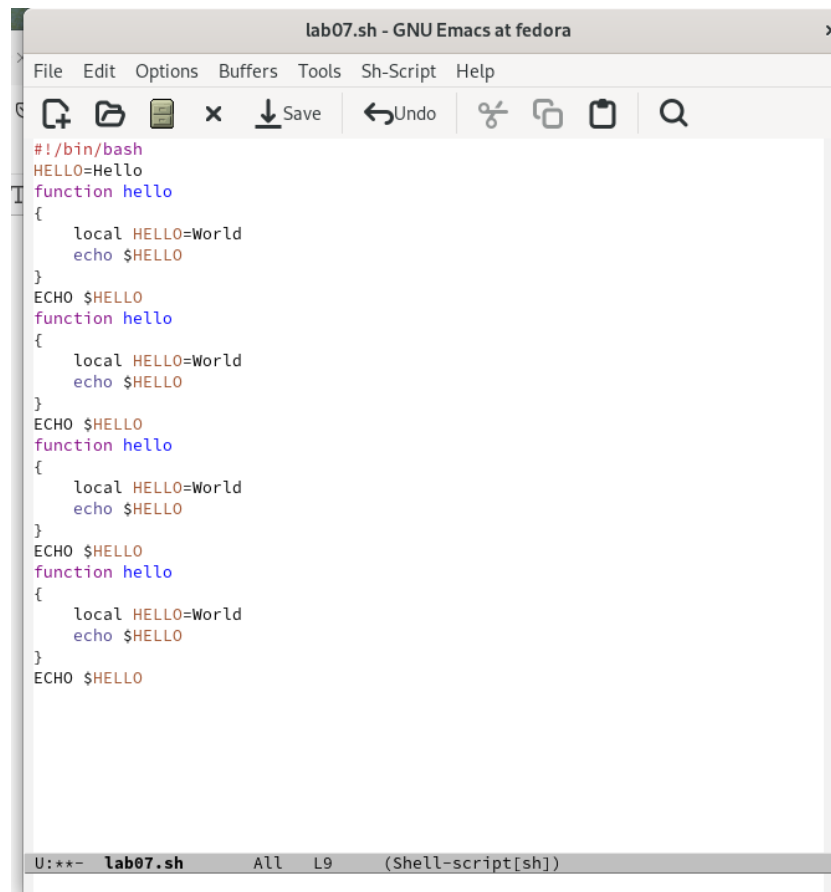 lab07.sh - GNU Emacs at fedora
File Edit Options Buffers Tools Sh-Script Help
Save Undo
#!/bin/bash
HELLO=Hello
function hello
{
    local HELLO=World
    echo $HELLO
}
ECHO $HELLO
function hello
{
    local HELLO=World
    echo $HELLO
}
ECHO $HELLO
function hello
{
    local HELLO=World
    echo $HELLO
}
ECHO $HELLO
function hello
{
    local HELLO=World
    echo $HELLO
}
ECHO $HELLO
U:**- lab07.sh All L9 (Shell-script[sh])